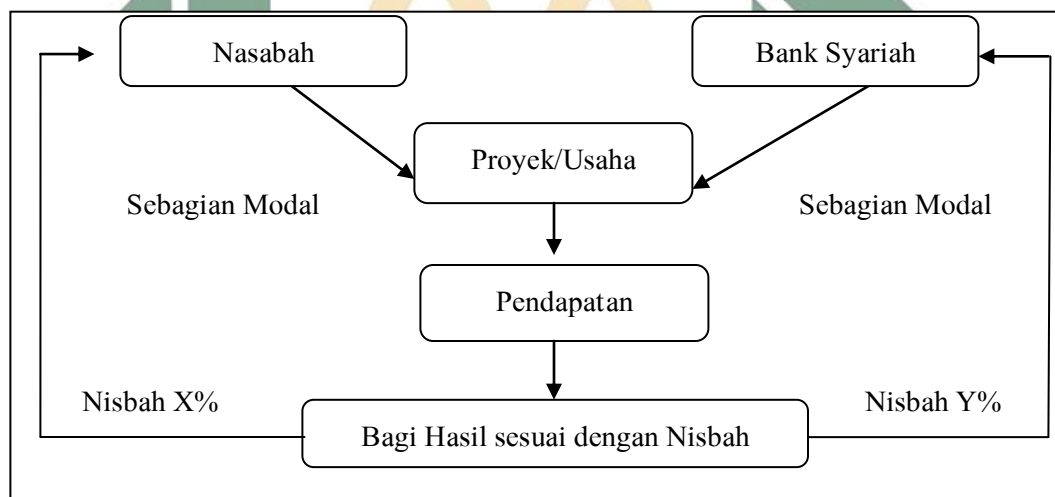 Nasabah
Bank Syariah
Proyek/Usaha
Sebagian Modal
Sebagian Modal
Pendapatan
Nisbah X%
Nisbah Y%
Bagi Hasil sesuai dengan Nisbah